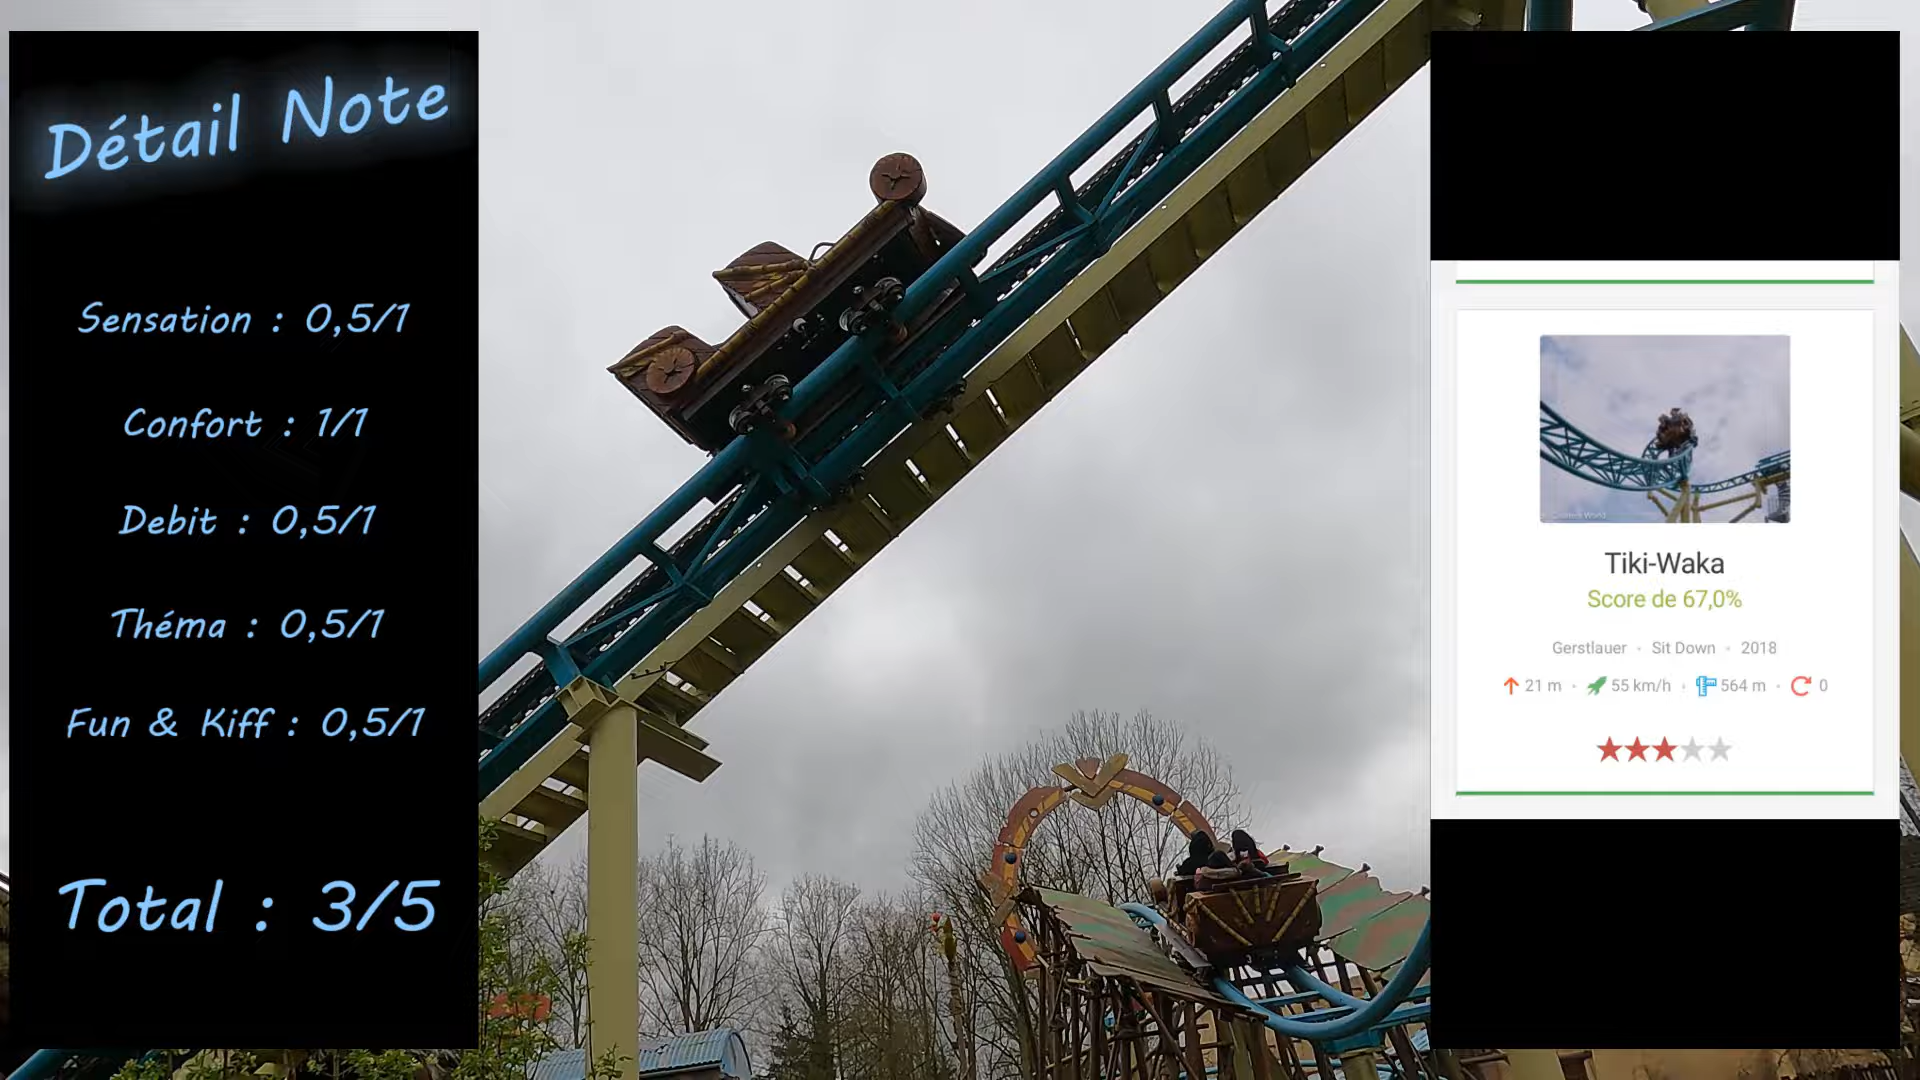 Détail Note
Sensation : 0,5/1
Confort : 1/1
Debit : 0,5/1
Théma : 0,5/1
Fun & Kiff : 0,5/1
Total : 3/5
Tiki-Waka
Score de 67,0%
Gerstlauer • Sit Down • 2018
21 m • 55 km/h • 564 m • 0